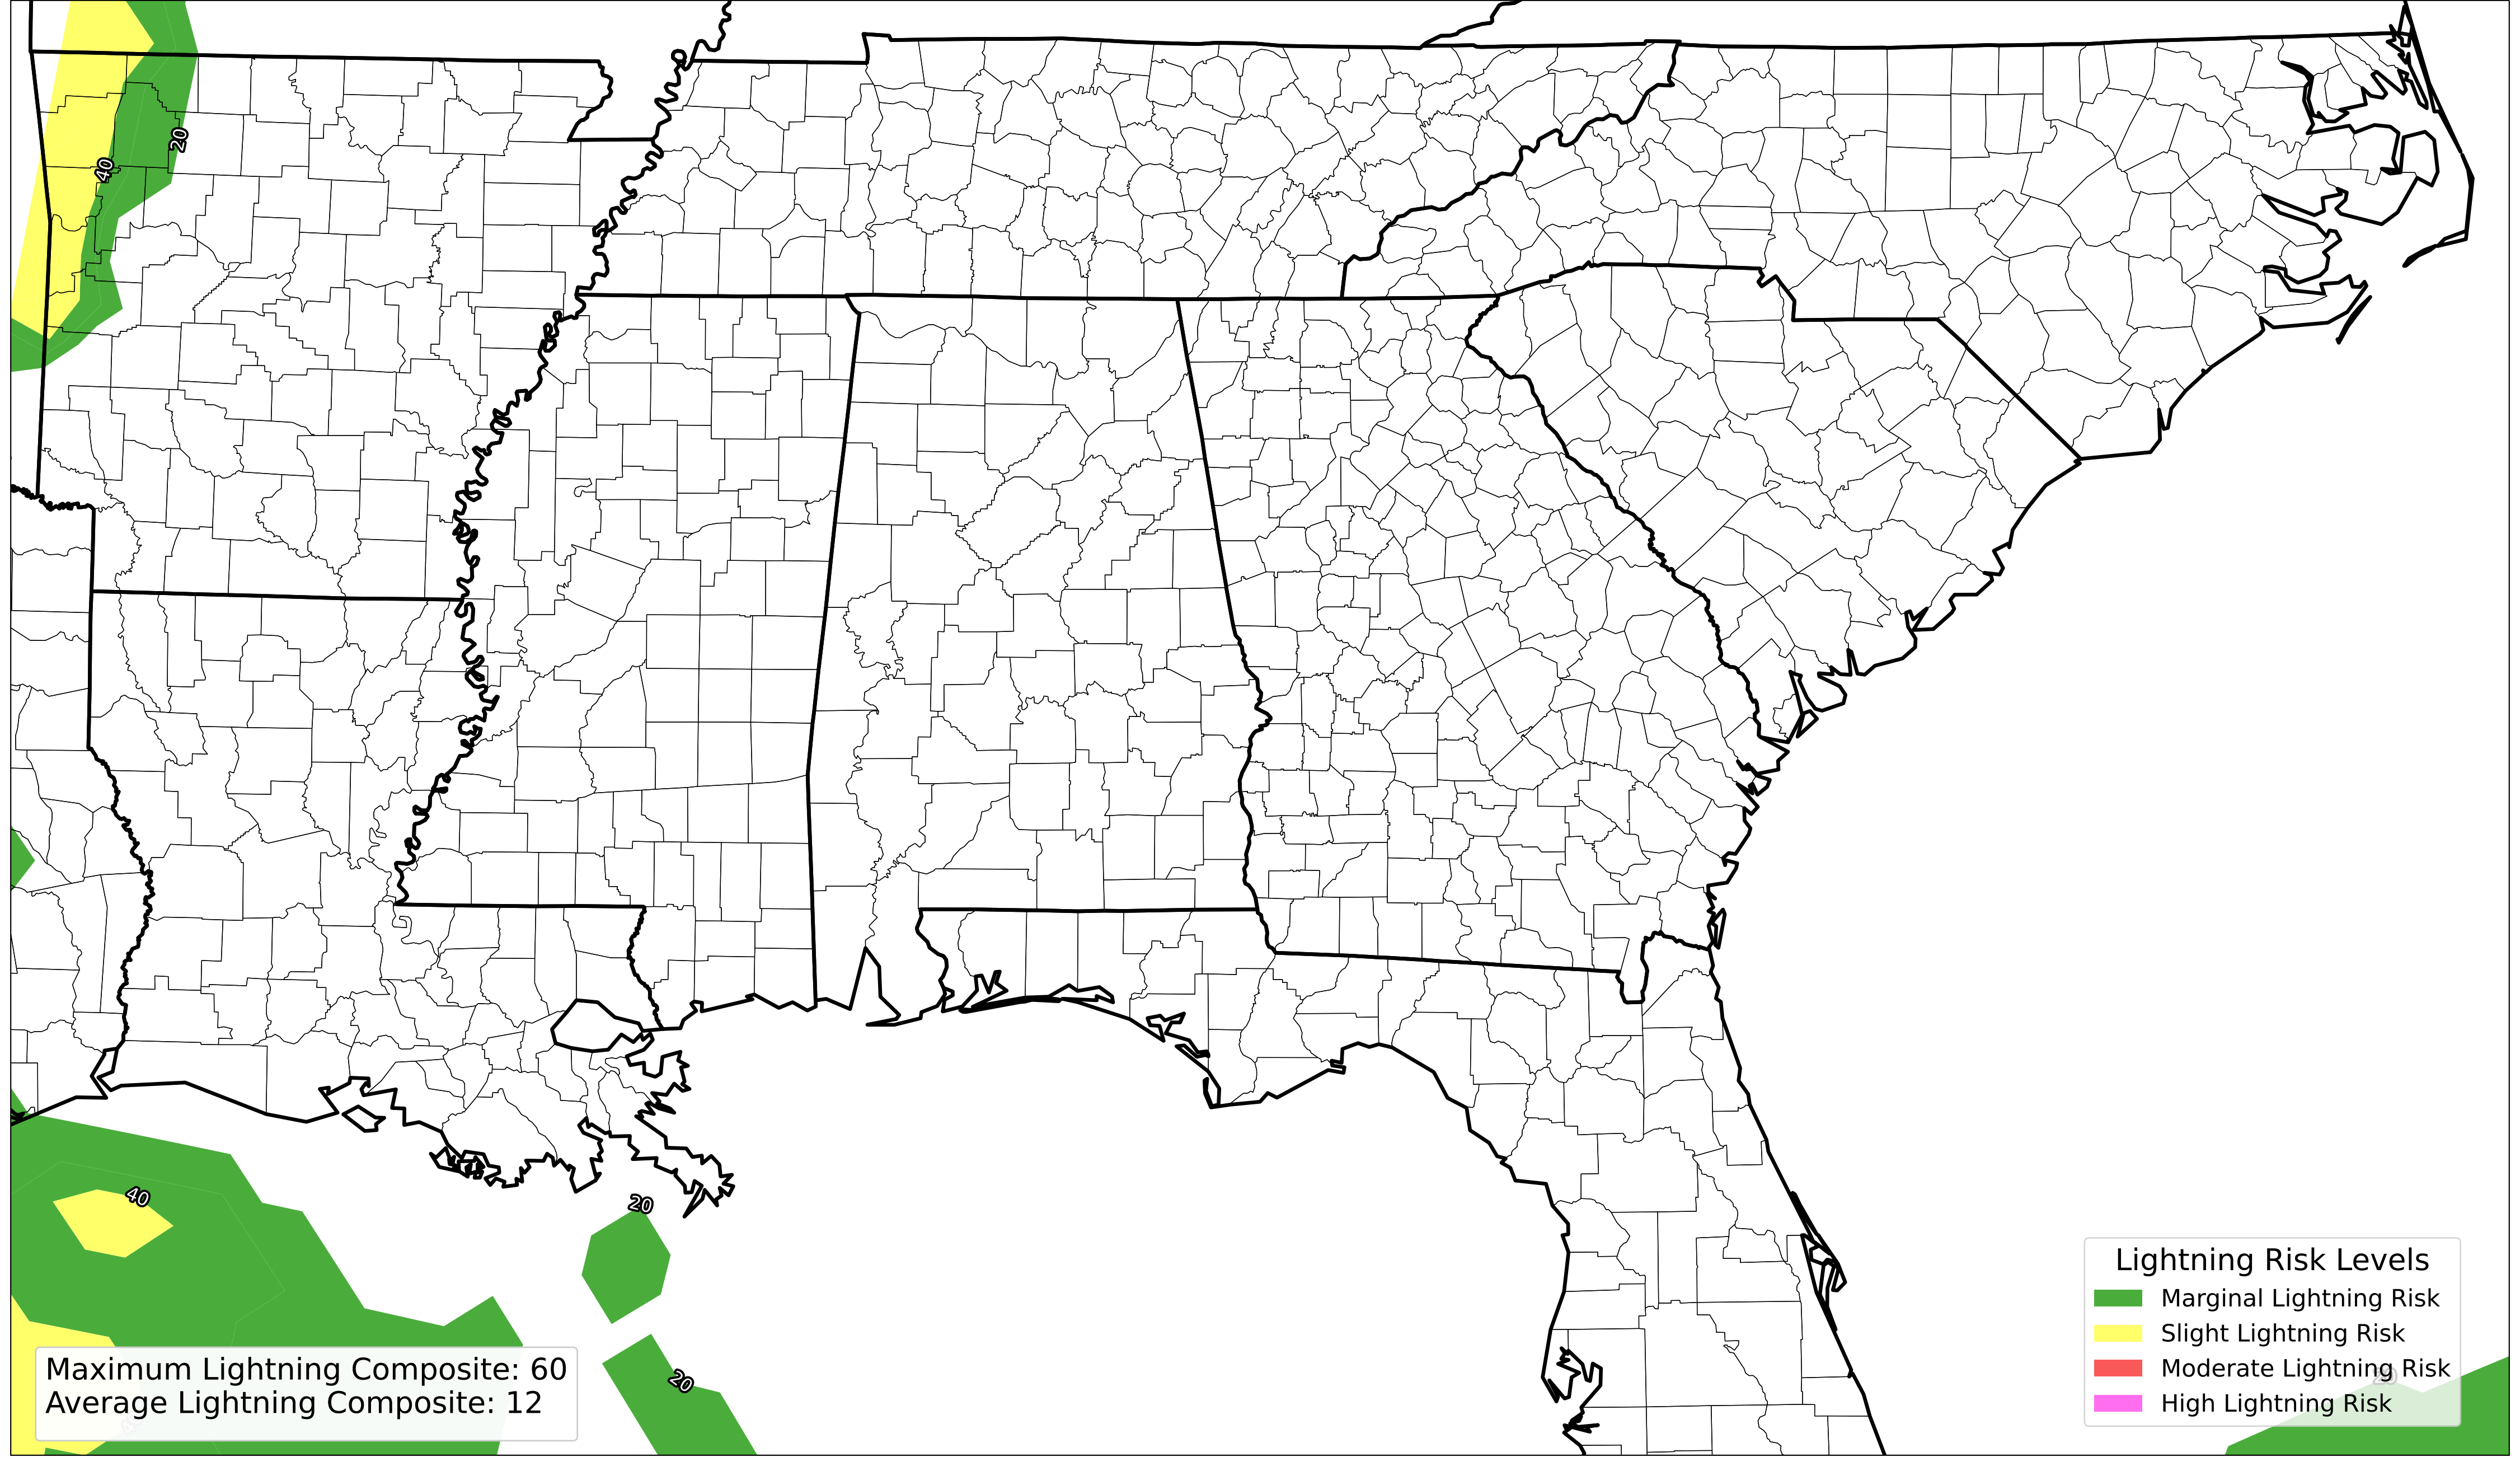 20
40
40
20
20
Lightning Risk Levels
Marginal Lightning Risk
Slight Lightning Risk
Moderate Lightning Risk
20
High Lightning Risk
Maximum Lightning Composite: 60
Average Lightning Composite: 12